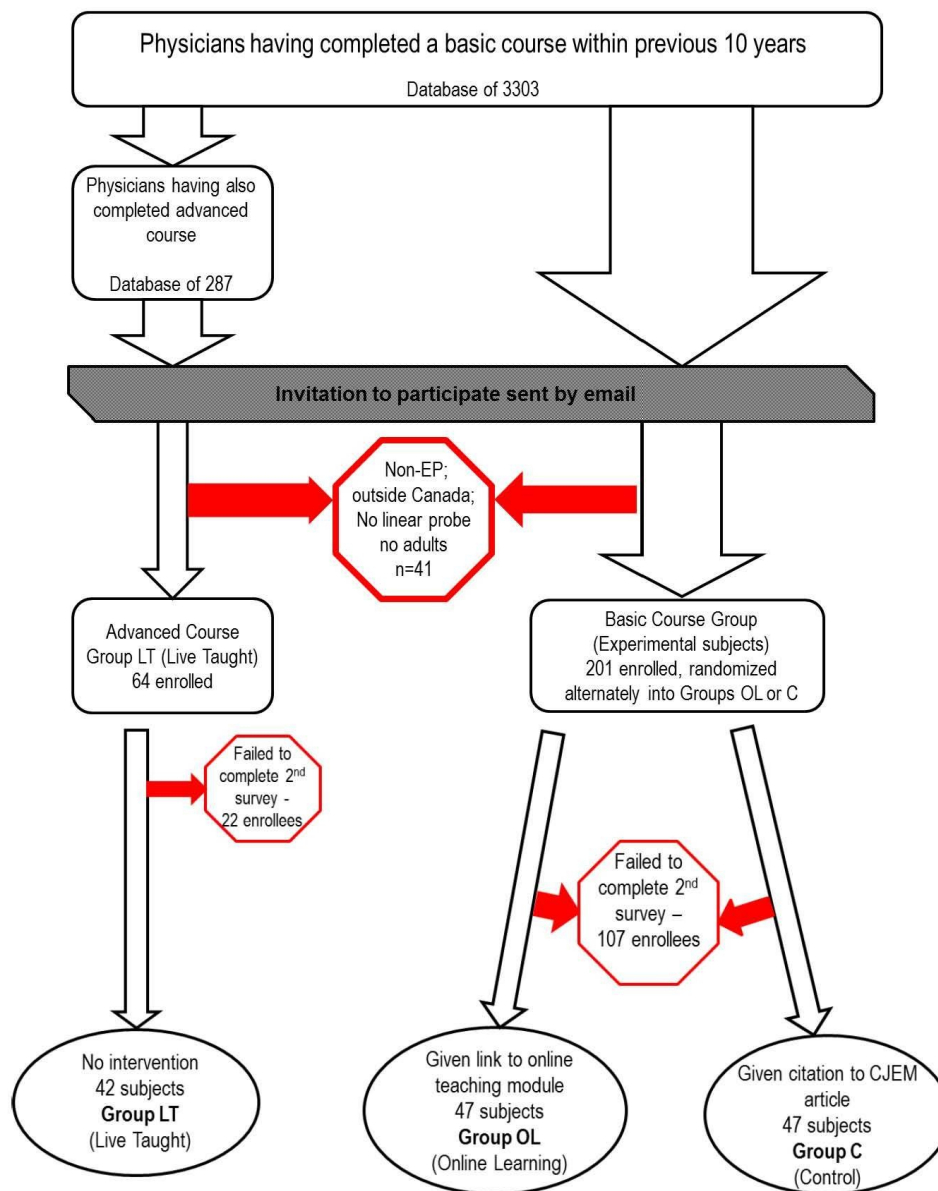 Physicians having completed a basic course within previous 10 years
Database of 3303
Physicians having also
completed advanced
course
Database of 287
Invitation to participate sent by email
Non-EP;
outside Canada;
No linear probe
no adults
n=41
Advanced Course
Group LT (Live Taught)
64 enrolled
Basic Course Group
(Experimental subjects)
201 enrolled, randomized
alternately into Groups OL or C
Failed to
complete 2nd
survey -
22 enrollees
Failed to
complete 2nd
survey –
107 enrollees
No intervention
42 subjects
Group LT
(Live Taught)
Given link to online
teaching module
47 subjects
Group OL
(Online Learning)
Given citation to CJEM
article
47 subjects
Group C
(Control)